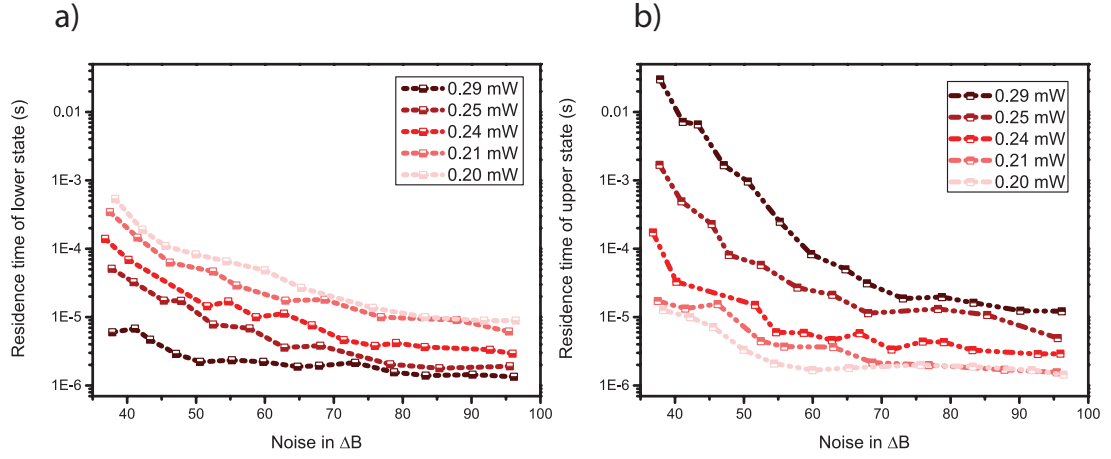 a)
Residence time of lower state (s)
0.01
1E-3
1E-4
1E-5
1E-6
0.29 mW
0.25 mW
0.24 mW
0.21 mW
0.20 mW
40 50 60 70 80 90 100
Noise in ΔB
b)
Residence time of upper state (s)
0.01
1E-3
1E-4
1E-5
1E-6
0.29 mW
0.25 mW
0.24 mW
0.21 mW
0.20 mW
40 50 60 70 80 90 100
Noise in ΔB